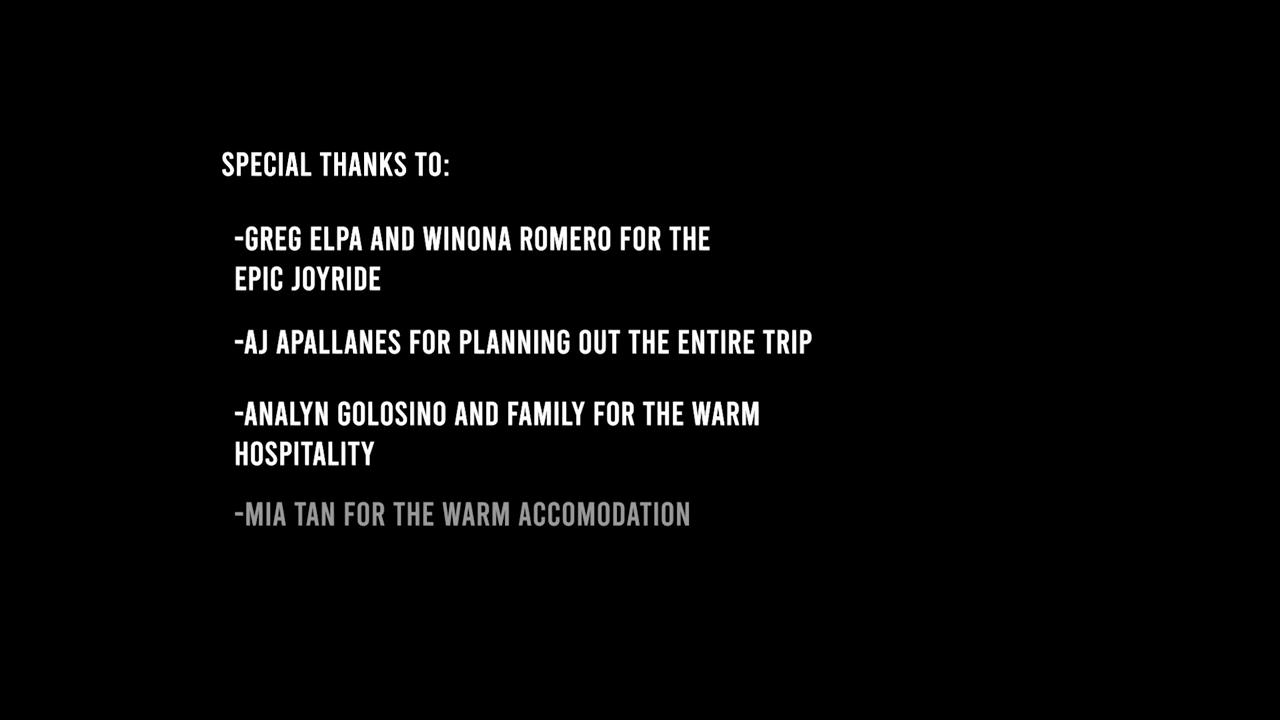 SPECIAL THANKS TO:
-GREG ELPA AND WINONA ROMERO FOR THE
EPIC JOYRIDE
-AJ APALLANES FOR PLANNING OUT THE ENTIRE TRIP
-ANALYN GOLOSINO AND FAMILY FOR THE WARM
HOSPITALITY
-MIA TAN FOR THE WARM ACCOMODATION